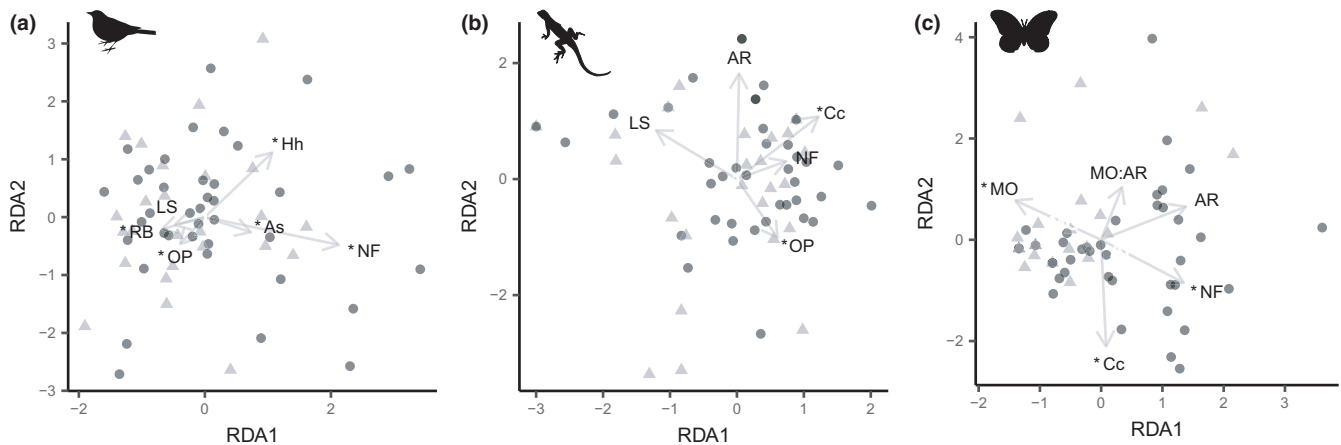 (a)
3
2
1
0
−1
−2
−3
RDA2
* Hh
LS
* RB
* As
* OP
* NF
−2
0
2
RDA1
(b)
2
0
−2
RDA2
AR
* Cc
LS
NF
* OP
−3
−2
−1
0
1
2
RDA1
(c)
4
2
0
−2
RDA2
MO:AR
* MO
AR
* NF
* Cc
−2
−1
0
1
2
3
RDA1